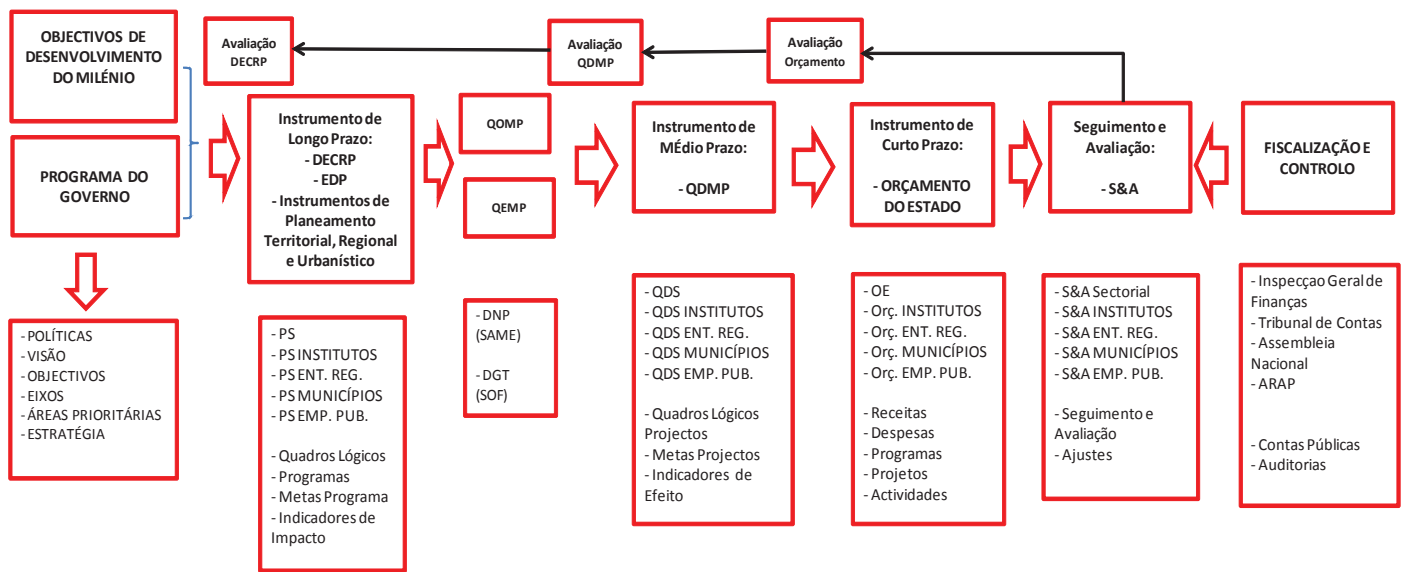 OBJECTIVOS DE
DESENVOLVIMENTO
DO MILÉNIO
PROGRAMA DO
GOVERNO
- POLÍTICAS
- VISÃO
- OBJECTIVOS
- EIXOS
- ÁREAS PRIORITÁRIAS
- ESTRATÉGIA
Avaliação
DECRP
Avaliação
QDMP
Avaliação
Orçamento
Instrumento de
Longo Prazo:
- DECRP
- EDP
- Instrumentos de
Planeamento
Territorial, Regional
e Urbanístico
- PS
- PS INSTITUTOS
- PS ENT. REG.
- PS MUNICÍPIOS
- PS EMP. PUB.
- Quadros Lógicos
- Programas
- Metas Programa
- Indicadores de
Impacto
QOMP
QEMP
- DNP
(SAME)
- DGT
(SOF)
Instrumento de
MÉdio Prazo:
- QDMP
- QDS
- QDS INSTITUTOS
- QDS ENT. REG.
- QDS MUNICÍPIOS
- QDS EMP. PUB.
- Quadros Lógicos
Projectos
- Metas Projectos
- Indicadores de
Efeito
Instrumento de
Curto Prazo:
- ORÇAMENTO
DO ESTADO
- OE
- Orç. INSTITUTOS
- Orç. ENT. REG.
- Orç. MUNICÍPIOS
- Orç. EMP. PUB.
- Receitas
- Despesas
- Programas
- Projetos
- Actividades
Seguimento e
Avaliação:
- S&A
- S&A Sectorial
- S&A INSTITUTOS
- S&A ENT. REG.
- S&A MUNICÍPIOS
- S&A EMP. PUB.
- Seguimento e
Avaliação
- Ajustes
FISCALIZAÇÃO E
CONTROLO
- Inspecçao Geral de
Finanças
- Tribunal de Contas
- Assembleia
Nacional
- ARAP
- Contas Públicas
- Auditorias